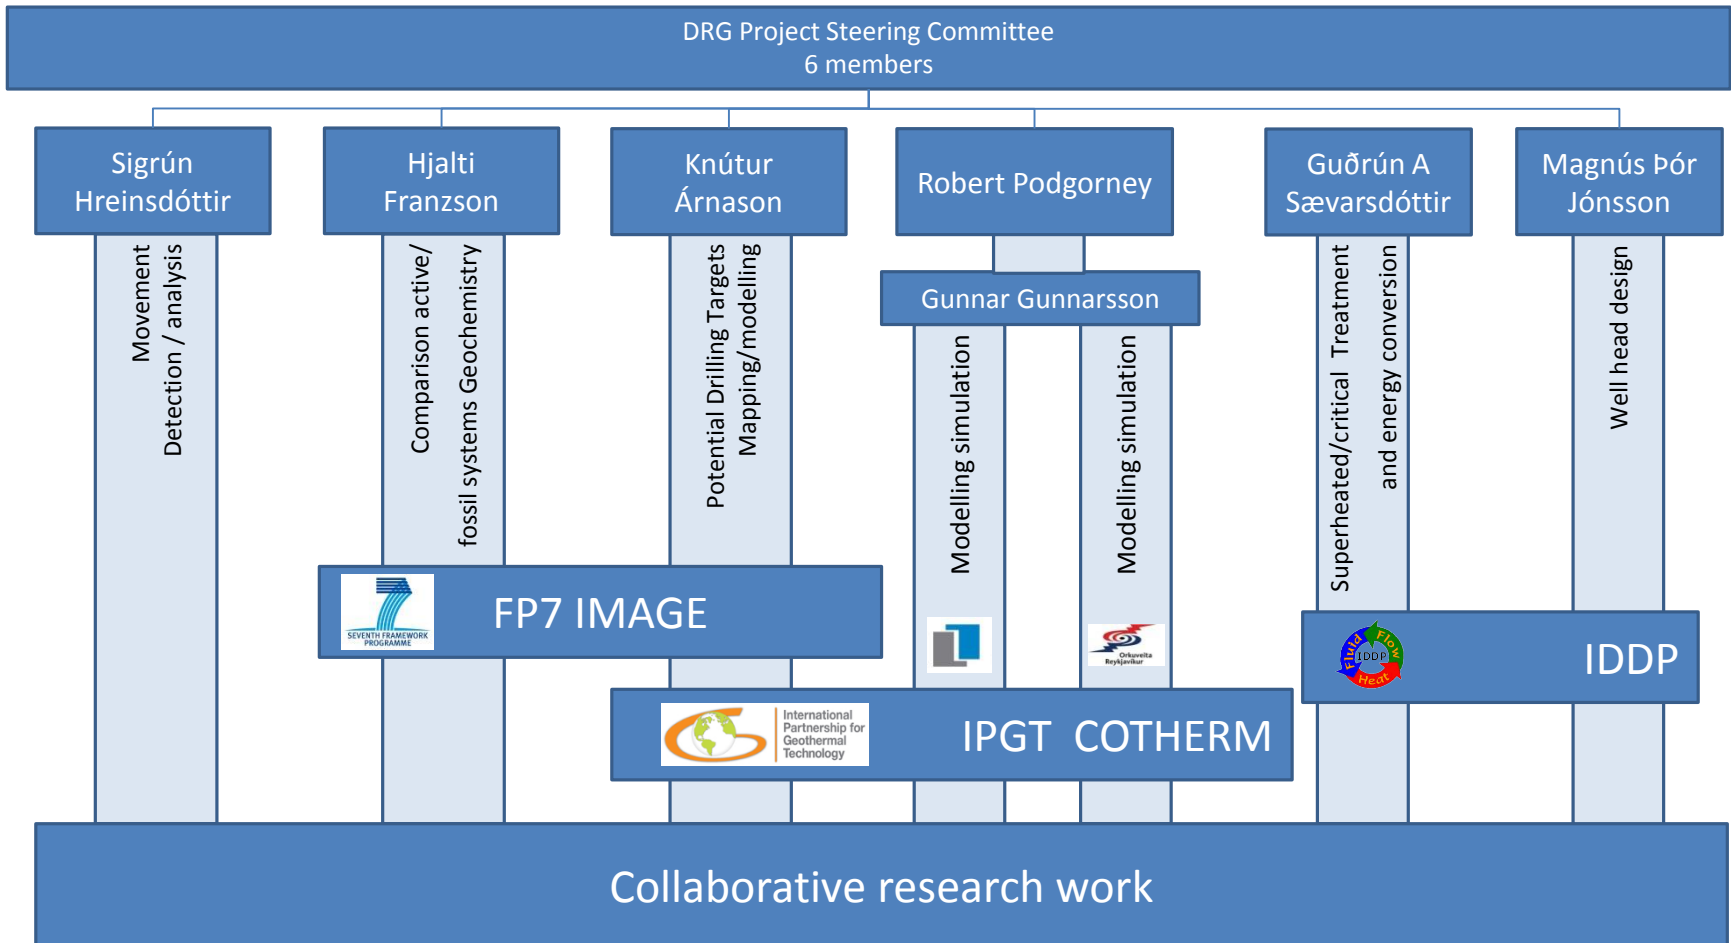 DRG Project Steering Committee
6 members
Sigrún
Hreinsdóttir
Hjalti
Franzson
Knútur
Árnason
Robert Podgorney
Guðrún A
Sævarsdóttir
Magnús Þór
Jónsson
Gunnar Gunnarsson
Movement
Detection / analysis
Comparison active/
fossil systems Geochemistry
Potential Drilling Targets
Mapping/modelling
Modelling simulation
Modelling simulation
Superheated/critical Treatment
and energy conversion
Well head design
SEVENTH FRAMEWORK
PROGRAMME
FP7 IMAGE
Orkuveita
Reykjavíkur
Fluid
Flow
IDDP
Heat
IDDP
International
Partnership for
Geothermal
Technology
IPGT COTHERM
Collaborative research work